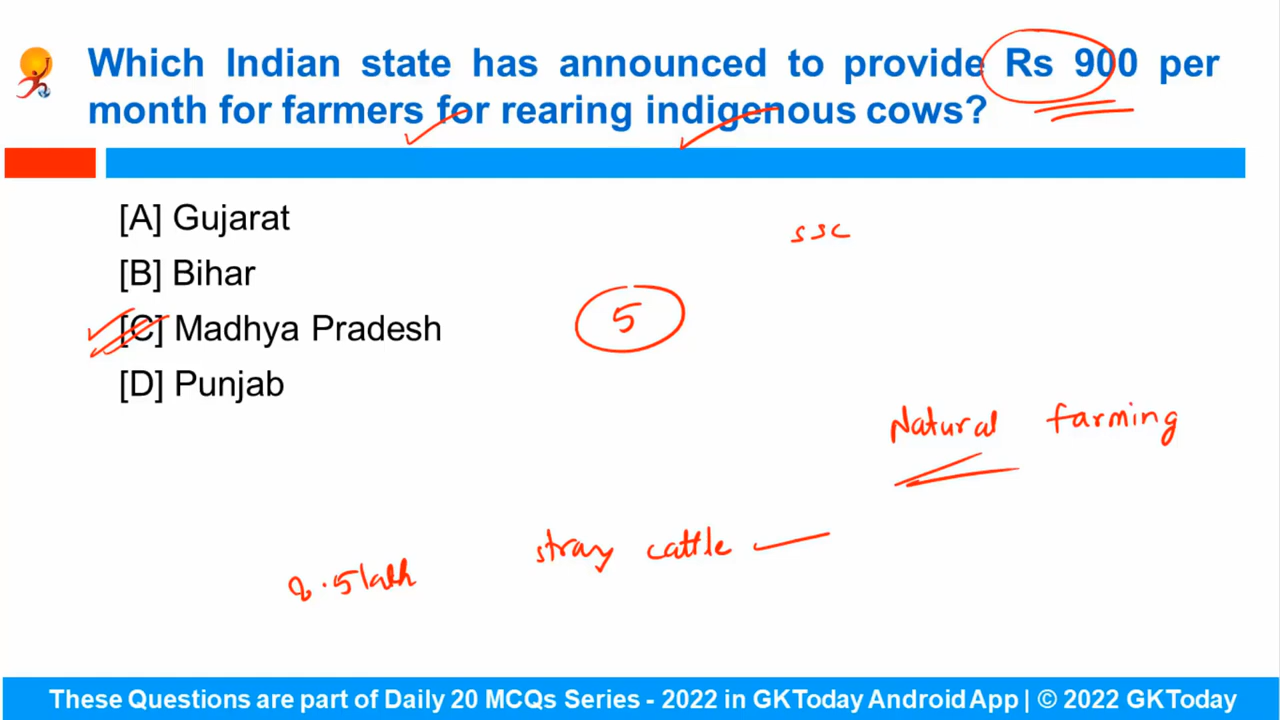 Which Indian state has announced to provide Rs 900 per
month for farmers for rearing indigenous cows?
[A] Gujarat
SSC
[B] Bihar
5
[C] Madhya Pradesh
[D] Punjab
Natural farming
stray cattle
These Questions are part of Daily 20 MCQs Series - 2022 in GKToday Android App | © 2022 GKToday